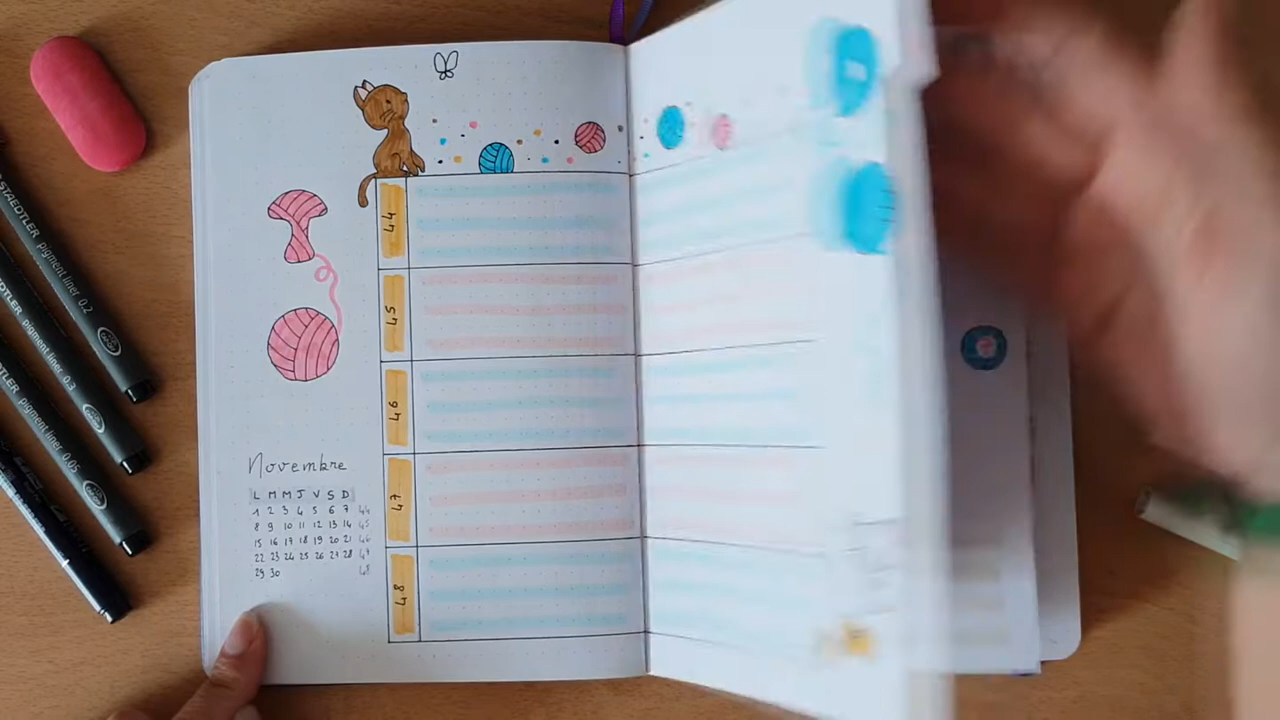 STAEDTLER pigment liner 0.2
STAEDTLER pigment liner 0.3
STAEDTLER pigment liner 0.05
44
45
46
47
48
Novembre
L M M J V S D
1 2 3 4 5 6 7 44
8 9 10 11 12 13 14 45
15 16 17 18 19 20 21 46
22 23 24 25 26 27 28 47
29 30 48